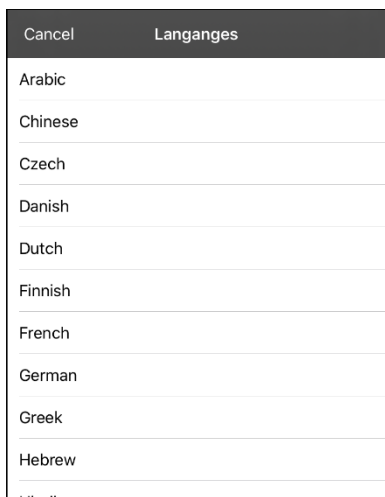 Cancel Langanges
Arabic
Chinese
Czech
Danish
Dutch
Finnish
French
German
Greek
Hebrew